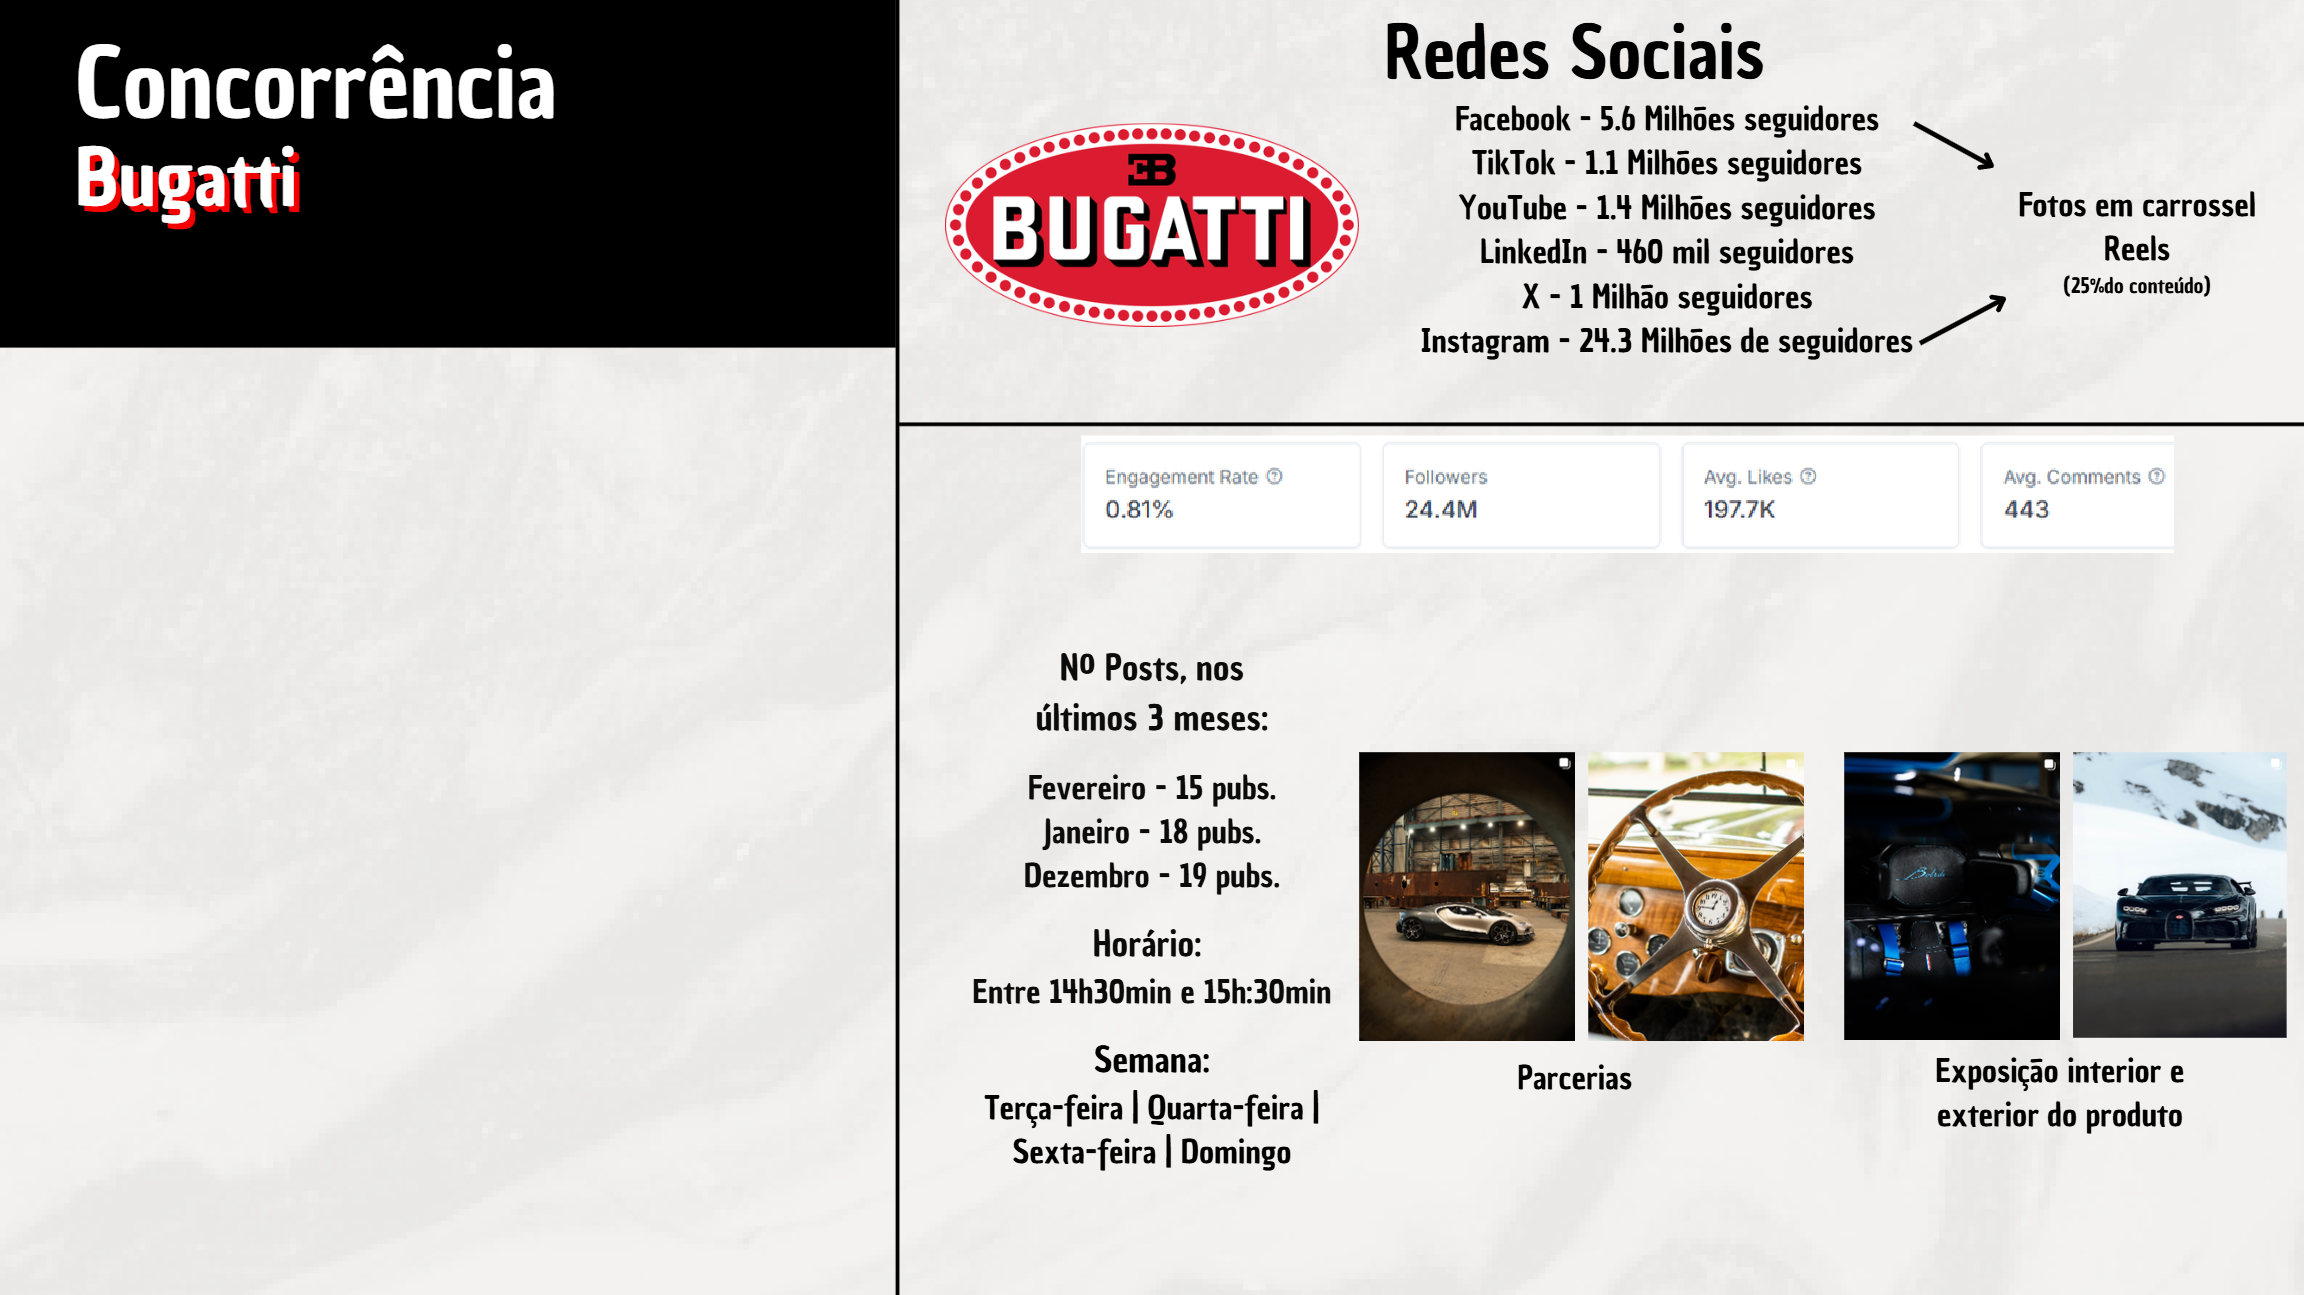 Concorrência
Bugatti
Redes Sociais
EB
BUGATTI
Facebook - 5.6 Milhões seguidores
TikTok - 1.1 Milhões seguidores
YouTube - 1.4 Milhões seguidores
LinkedIn - 460 mil seguidores
X - 1 Milhão seguidores
Instagram - 24.3 Milhões de seguidores
Fotos em carrossel
Reels
(25%do conteúdo)
Engagement Rate
0.81%
Followers
24.4M
Avg. Likes
197.7K
Avg. Comments
443
Nº Posts, nos
últimos 3 meses:
Fevereiro - 15 pubs.
Janeiro - 18 pubs.
Dezembro - 19 pubs.
Horário:
Entre 14h30min e 15h:30min
Semana:
Terça-feira | Quarta-feira |
Sexta-feira | Domingo
Parcerias
Exposição interior e
exterior do produto